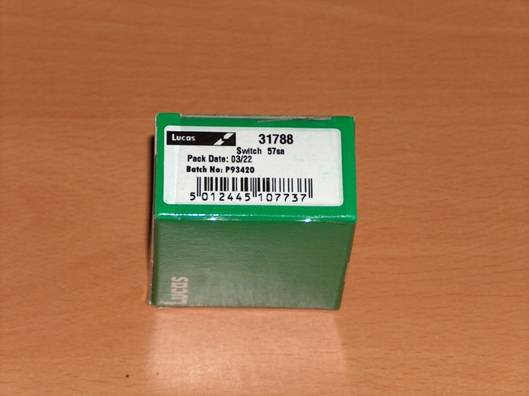 Lucas 31788
Switch 57sa
Pack Date: 03/22
Batch No: P93420
5 012445 107737
Lucas